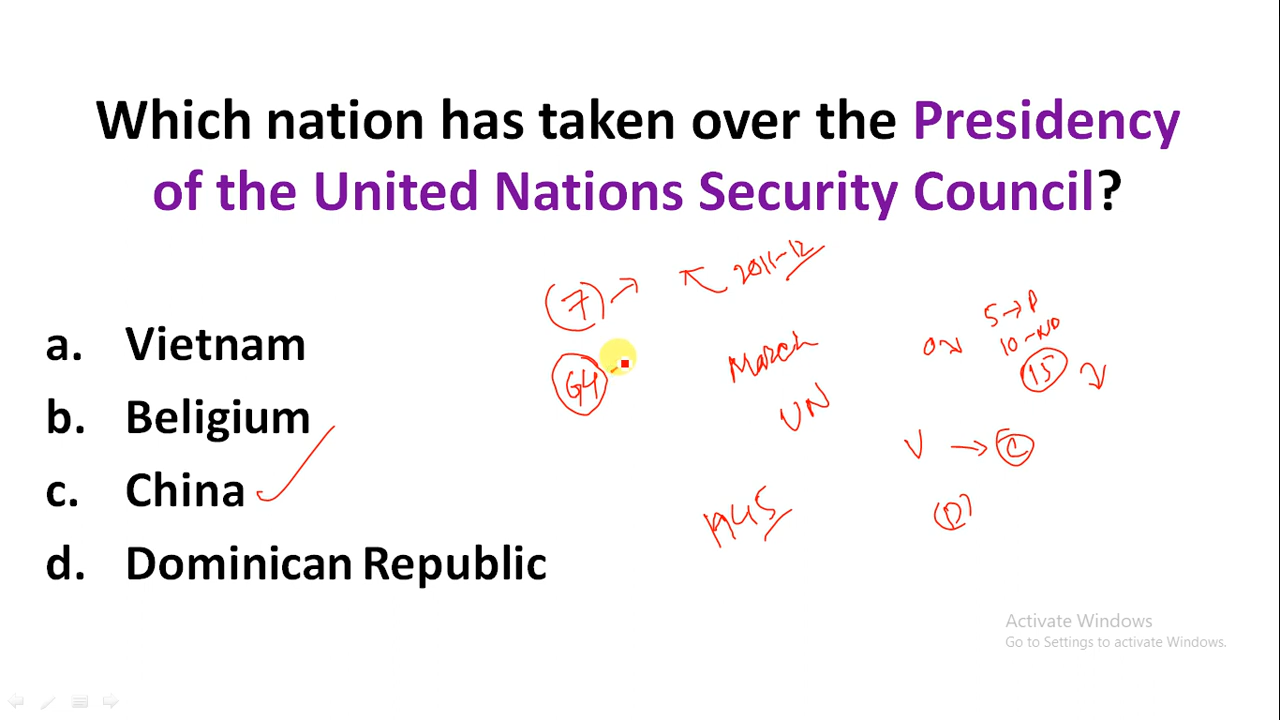 Which nation has taken over the Presidency
of the United Nations Security Council?
(7) → 2011-12
a. Vietnam
G4
March
5 → P
10 - NO
15
b. Beligium
UN
V → C
c. China
1945
(P)
d. Dominican Republic
Activate Windows
Go to Settings to activate Windows.